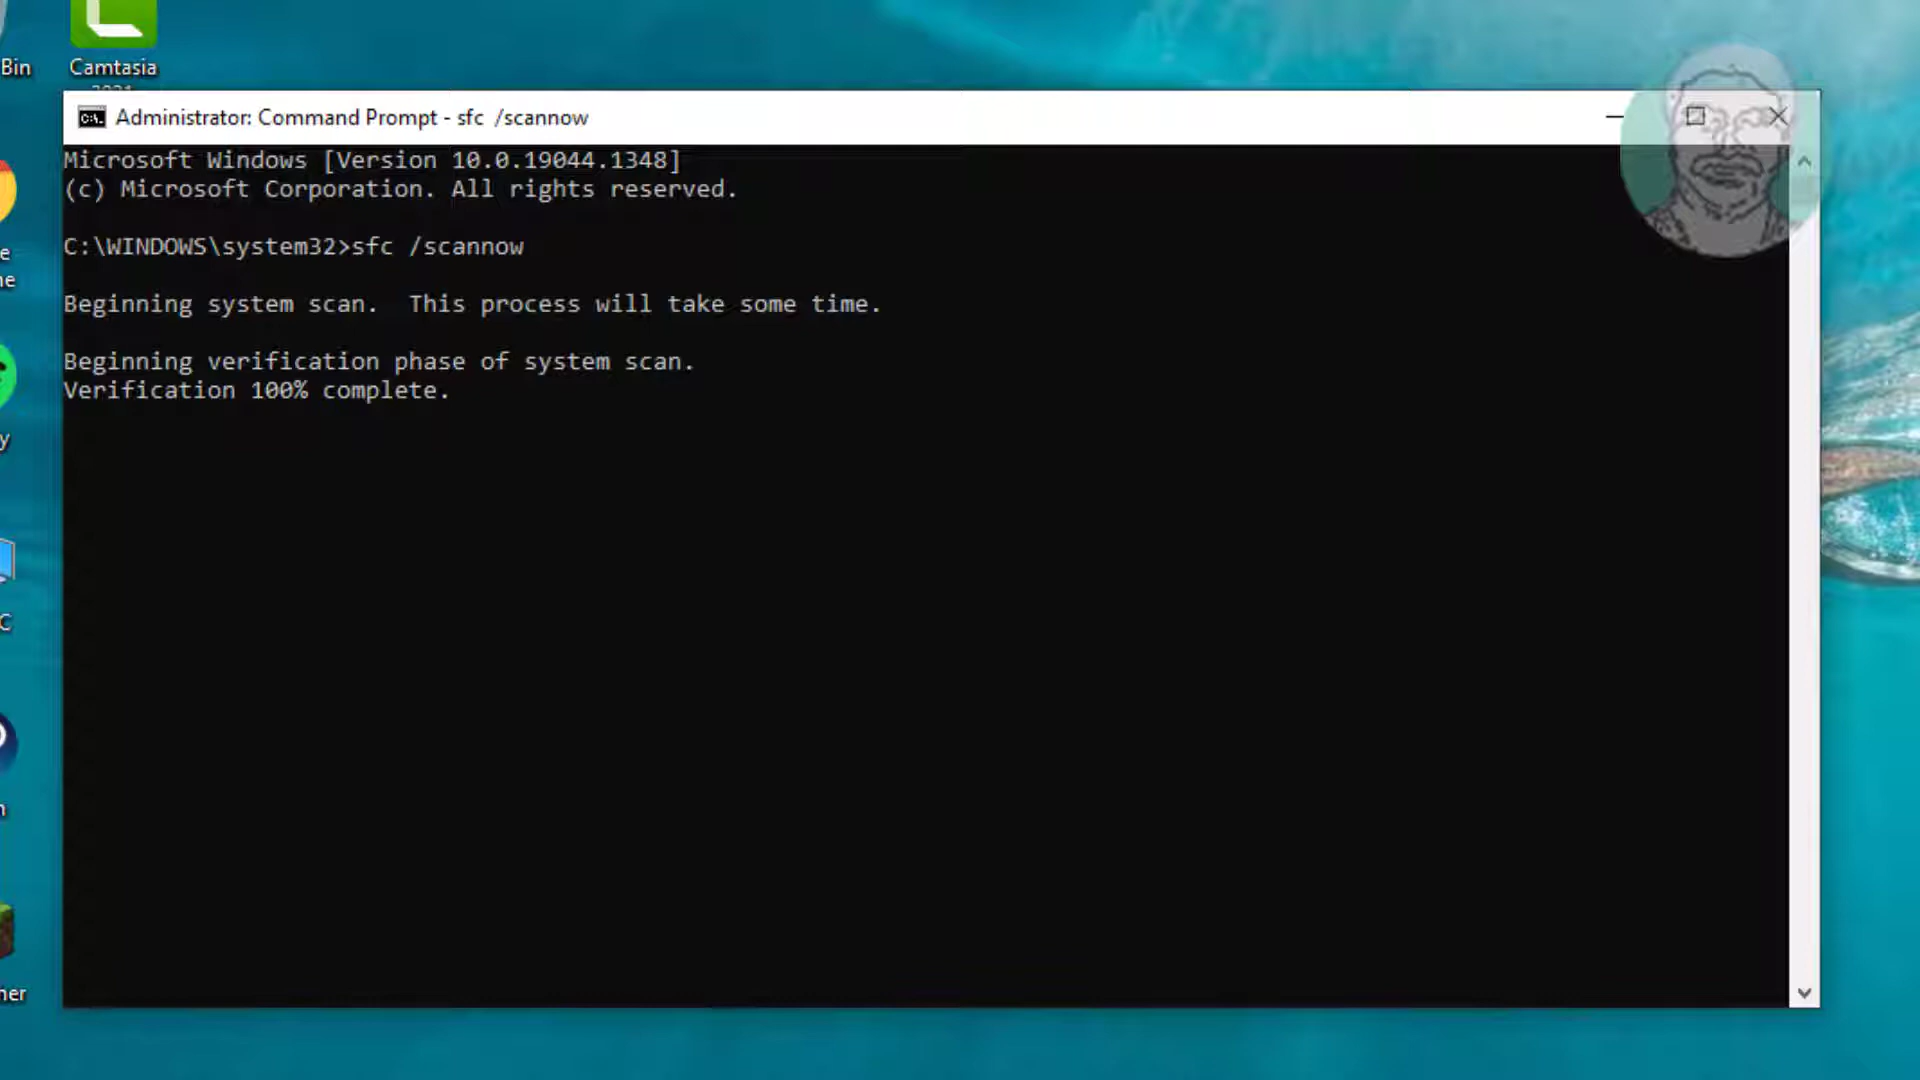 Bin
Camtasia
Administrator: Command Prompt - sfc /scannow
Microsoft Windows [Version 10.0.19044.1348]
(c) Microsoft Corporation. All rights reserved.
C:\WINDOWS\system32>sfc /scannow
Beginning system scan.  This process will take some time.
Beginning verification phase of system scan.
Verification 100% complete.